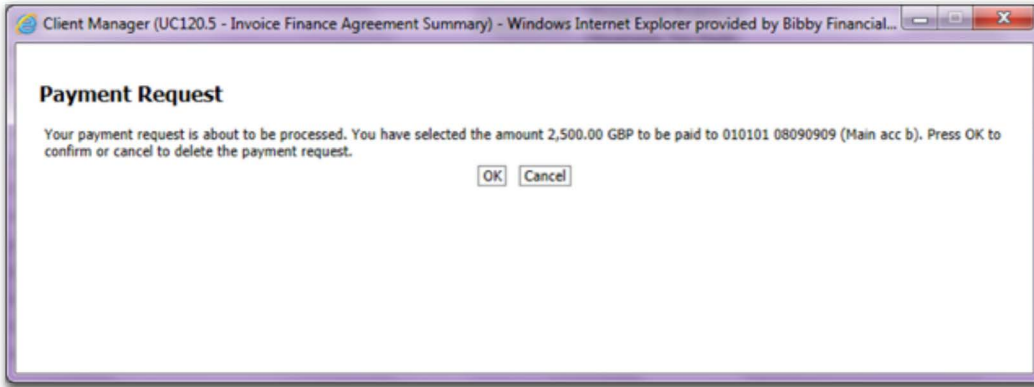 Client Manager (UC120.5 - Invoice Finance Agreement Summary) - Windows Internet Explorer provided by Bibby Financial...
Payment Request
Your payment request is about to be processed. You have selected the amount 2,500.00 GBP to be paid to 010101 08090909 (Main acc b). Press OK to
confirm or cancel to delete the payment request.
OK Cancel